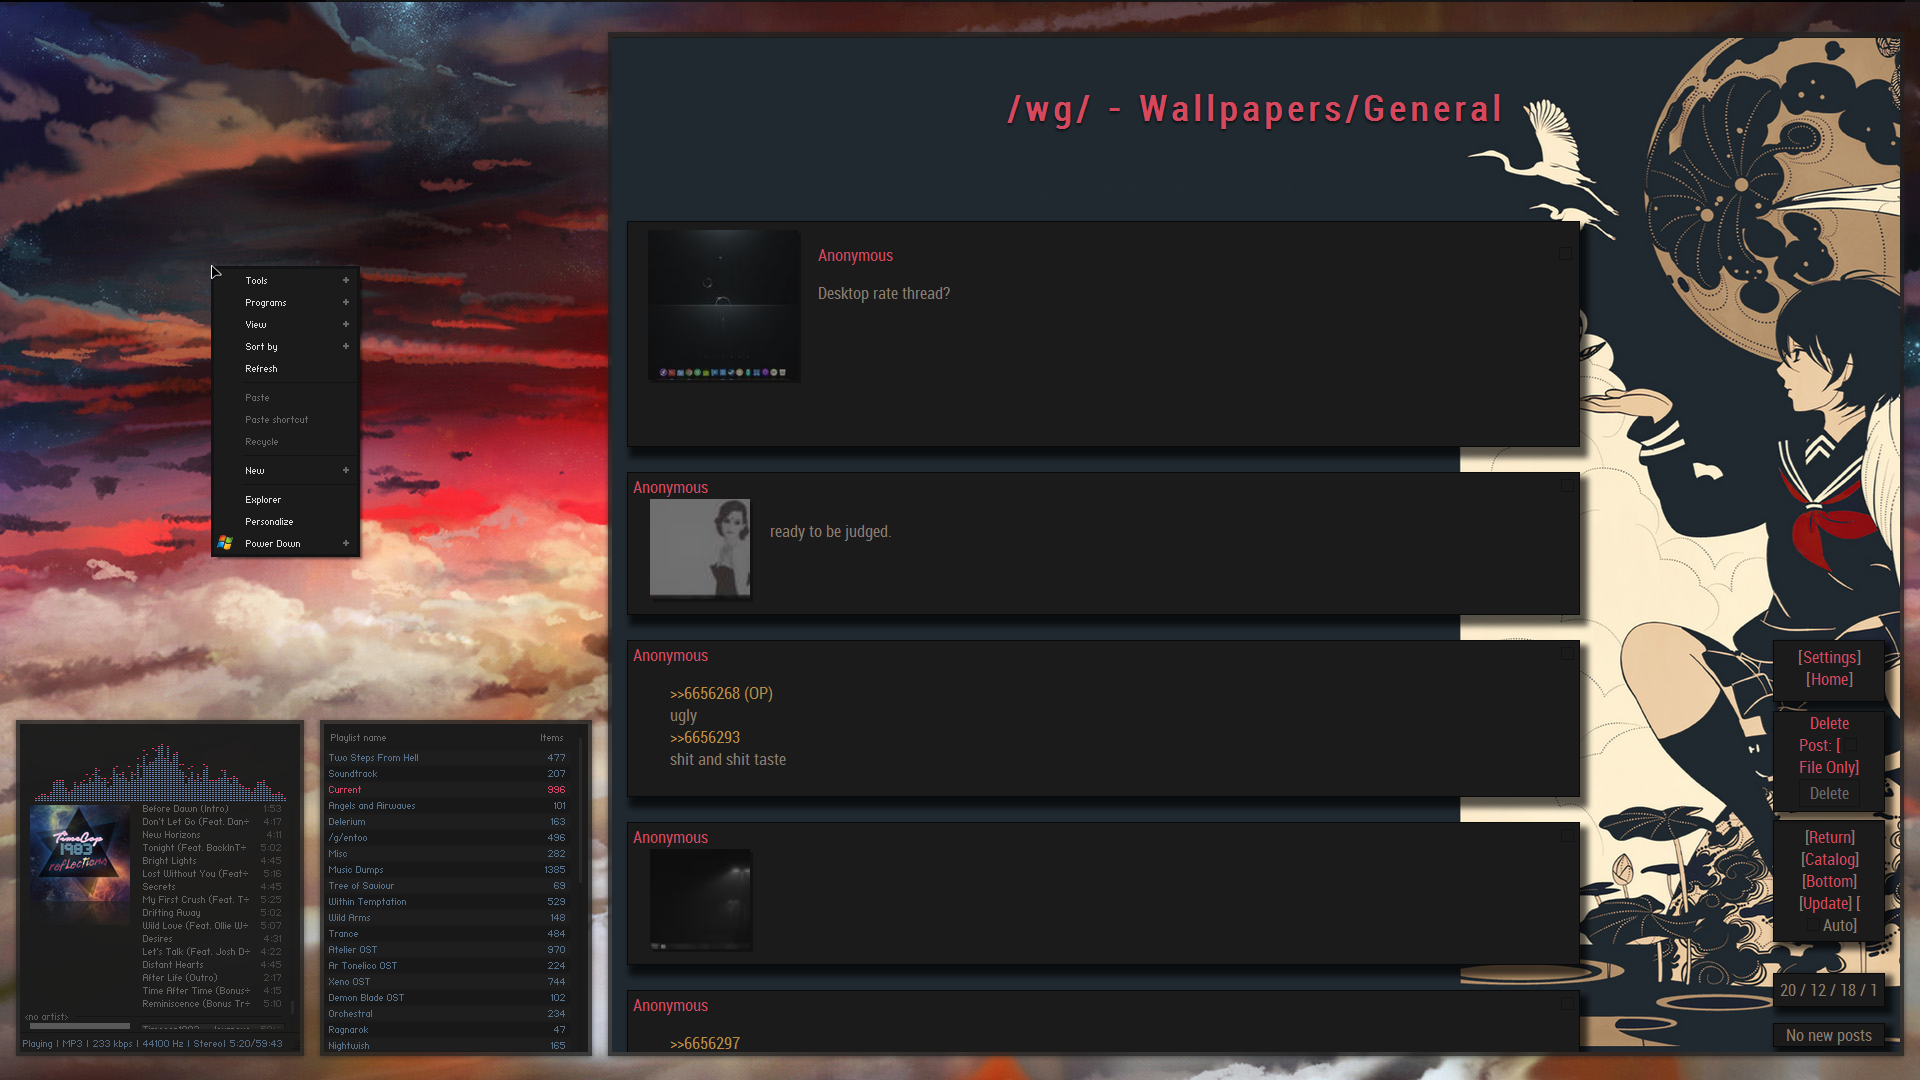 /wg/ - Wallpapers/General
Anonymous
Desktop rate thread?
Anonymous
ready to be judged.
Anonymous
>>6656268 (OP)
ugly
>>6656293
shit and shit taste
Anonymous
Anonymous
>>6656297
[Settings]
[Home]
Delete
Post: [
File Only]
Delete
[Return]
[Catalog]
[Bottom]
[Update] [
Auto]
20 / 12 / 18 / 1
No new posts
Tools +
Programs +
View +
Sort by +
Refresh
Paste
Paste shortcut
Recycle
New +
Explorer
Personalize
Power Down +
TimeCop
1983
reflections
Before Dawn (Intro) 1:53
Don't Let Go (Feat. Dan÷ 4:17
New Horizons 4:11
Tonight (Feat. BackInT÷ 5:02
Bright Lights 4:45
Lost Without You (Feat÷ 5:16
Secrets 4:45
My First Crush (Feat. T÷ 5:25
Drifting Away 5:02
Wild Love (Feat. Ollie W÷ 5:07
Desires 4:31
Let's Talk (Feat. Josh D÷ 4:22
Distant Hearts 4:45
After Life (Outro) 2:17
Time After Time (Bonus÷ 4:15
Reminiscence (Bonus Tr÷ 5:10
<no artist>
Playing | MP3 | 233 kbps | 44100 Hz | Stereo| 5:20/59:43
Playlist name Items
Two Steps From Hell 477
Soundtrack 207
Current 996
Angels and Airwaves 101
Delerium 163
/g/entoo 496
Misc 282
Music Dumps 1385
Tree of Saviour 69
Within Temptation 529
Wild Arms 148
Trance 484
Atelier OST 970
Ar Tonelico OST 224
Xeno OST 744
Demon Blade OST 102
Orchestral 234
Ragnarok 47
Nightwish 165